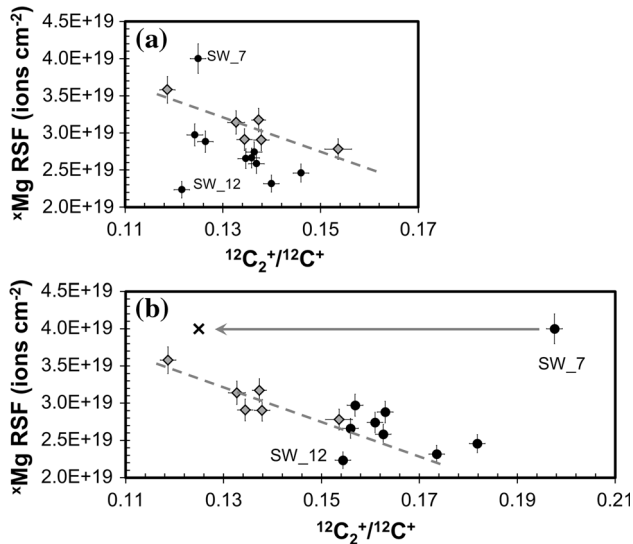 (a)
4.5E+19
4.0E+19
3.5E+19
3.0E+19
2.5E+19
2.0E+19
ˣMg RSF (ions cm⁻²)
SW_7
SW_12
0.11
0.13
0.15
0.17
¹²C₂⁺/¹²C⁺
(b)
4.5E+19
4.0E+19
3.5E+19
3.0E+19
2.5E+19
2.0E+19
ˣMg RSF (ions cm⁻²)
SW_7
SW_12
0.11
0.13
0.15
0.17
0.19
0.21
¹²C₂⁺/¹²C⁺